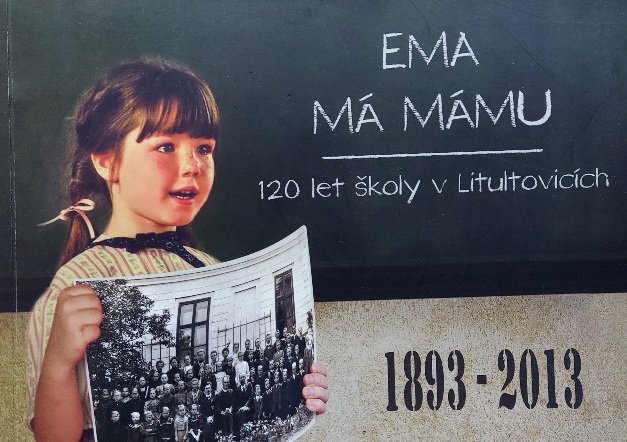 EMA
MÁ MÁMU
120 let školy v Litultovicích
1893-2013